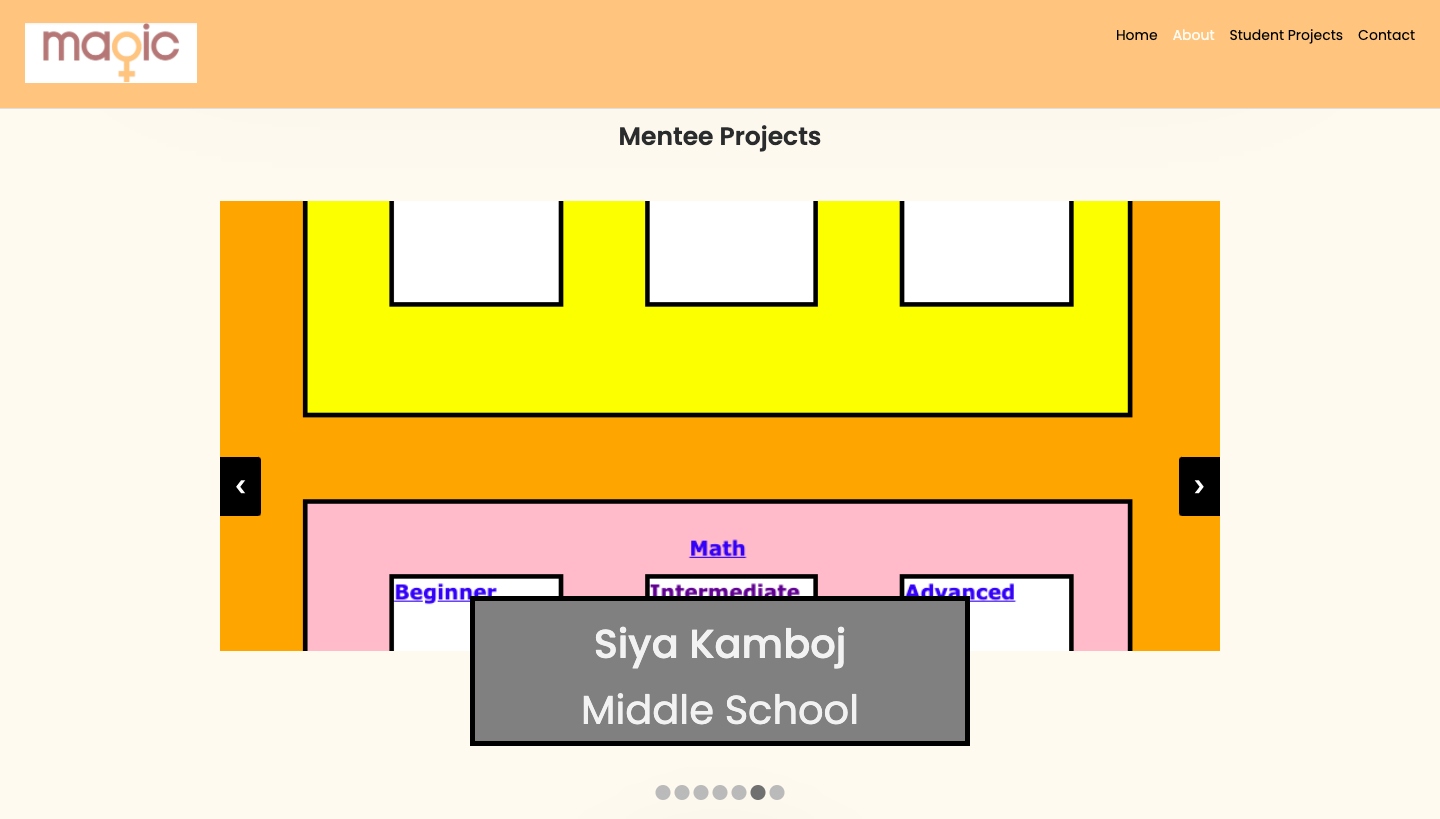 magic
Home About Student Projects Contact
Mentee Projects
‹ ›
Math
Beginner Intermediate Advanced
Siya Kamboj
Middle School